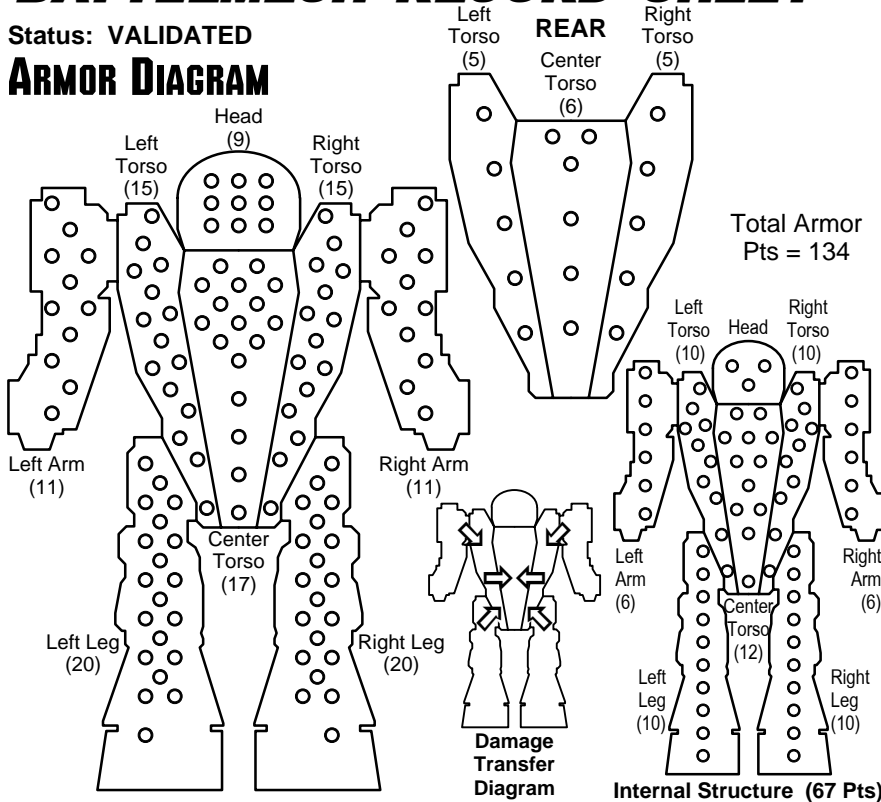 BATTLEMECH RECORD SHEET
Status: VALIDATED
ARMOR DIAGRAM
Head
(9)
Left
Torso
(15)
Right
Torso
(15)
Left Arm
(11)
Right Arm
(11)
Center
Torso
(17)
Left Leg
(20)
Right Leg
(20)
REAR
Left
Torso
(5)
Center
Torso
(6)
Right
Torso
(5)
Total Armor
Pts = 134
Damage
Transfer
Diagram
Left
Torso
(10)
Head
Right
Torso
(10)
Left
Arm
(6)
Right
Arm
(6)
Center
Torso
(12)
Left
Leg
(10)
Right
Leg
(10)
Internal Structure (67 Pts)